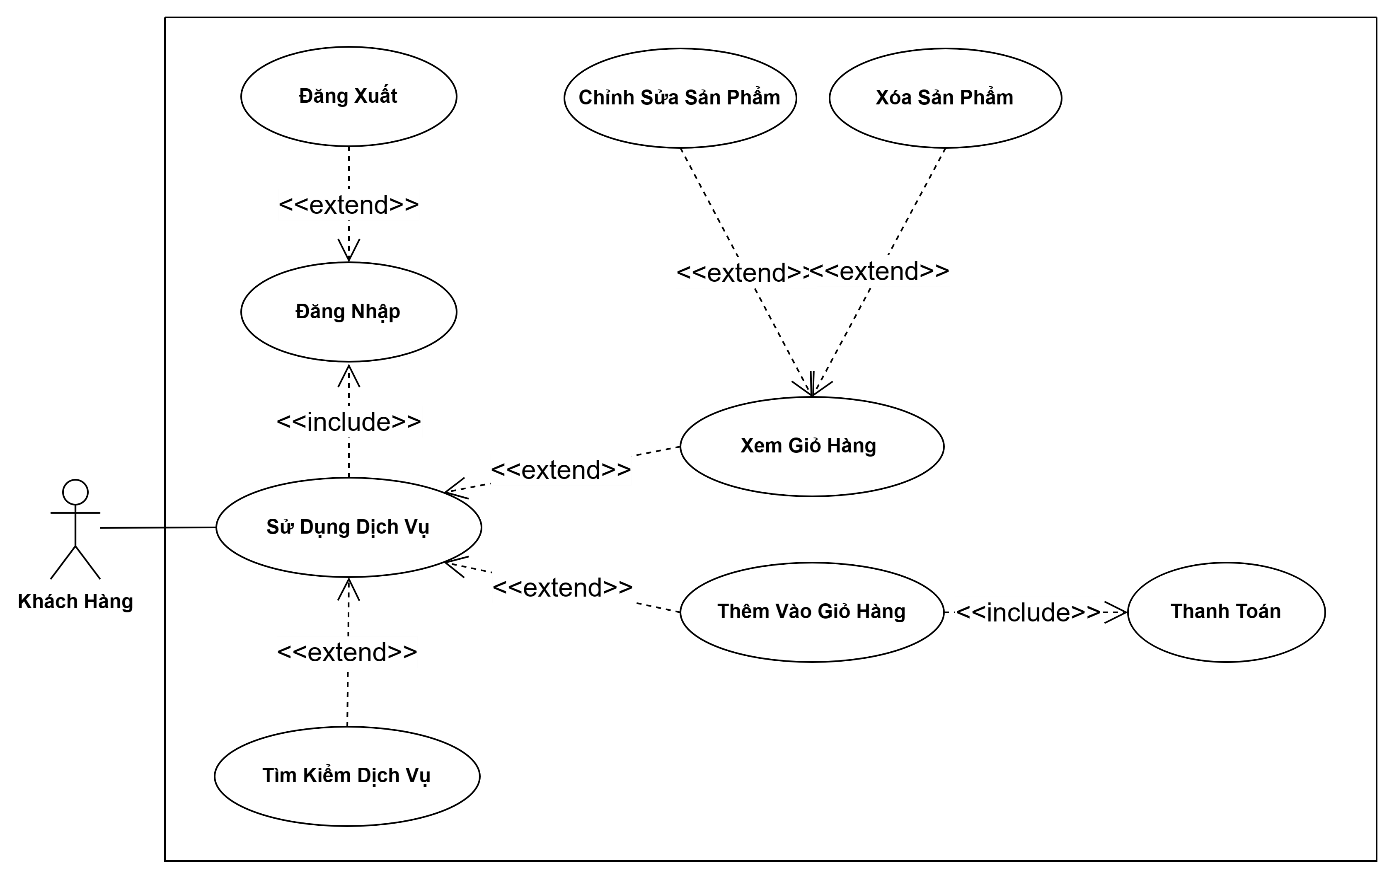 Đăng Xuất
Chỉnh Sửa Sản Phẩm
Xóa Sản Phẩm
<<extend>>
<<extend>>
<<extend>>
Đăng Nhập
<<include>>
Xem Giỏ Hàng
<<extend>>
Sử Dụng Dịch Vụ
Khách Hàng
<<extend>>
Thêm Vào Giỏ Hàng
<<include>>
Thanh Toán
<<extend>>
Tìm Kiểm Dịch Vụ